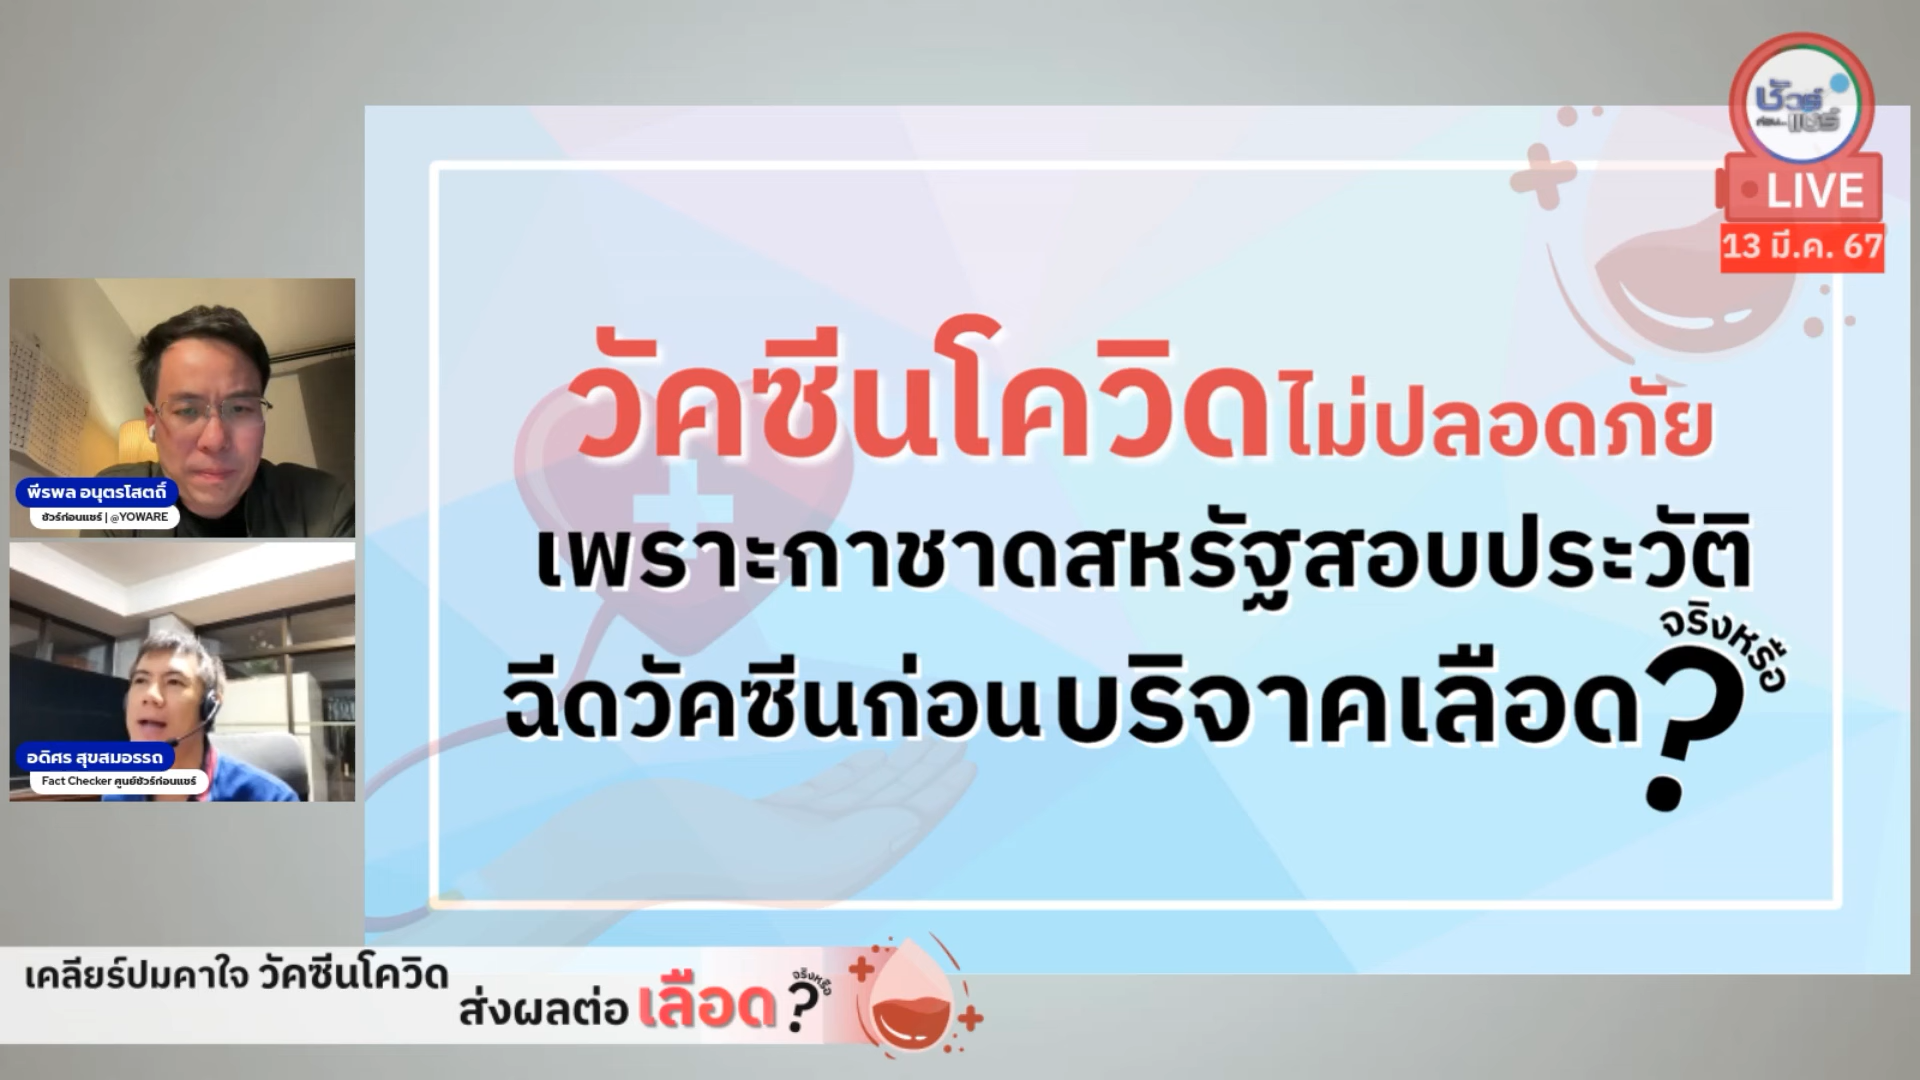 ชัวร์
ก่อน...แชร์
LIVE
13 มี.ค. 67
วัคซีนโควิดไม่ปลอดภัย
เพราะกาชาดสหรัฐสอบประวัติ
ฉีดวัคซีนก่อนบริจาคเลือด
จริงหรือ
?
พีรพล อนุตรโสตถิ์
ชัวร์ก่อนแชร์ | @YOWARE
อดิศร สุขสมอรรถ
Fact Checker ศูนย์ชัวร์ก่อนแชร์
เคลียร์ปมคาใจ วัคซีนโควิด
ส่งผลต่อ เลือด
จริงหรือ
?